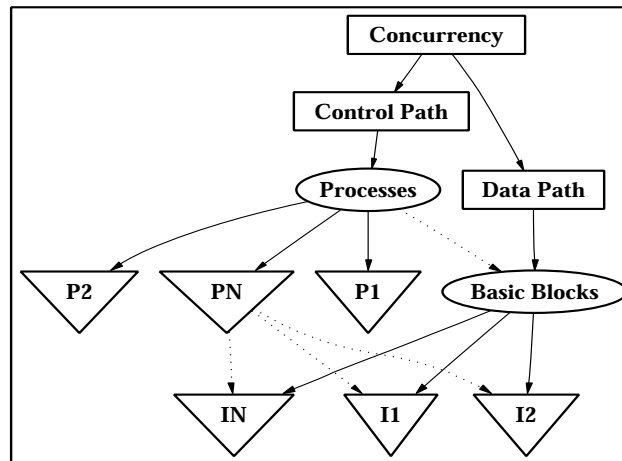 Concurrency
Control Path
Processes
Data Path
P2
PN
P1
Basic Blocks
IN
I1
I2